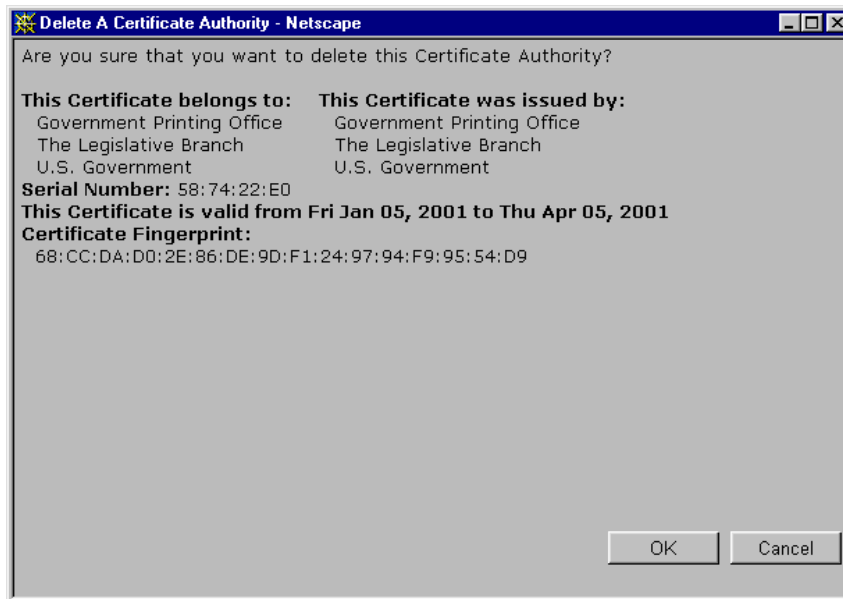 Delete A Certificate Authority - Netscape
Are you sure that you want to delete this Certificate Authority?
This Certificate belongs to: This Certificate was issued by:
Government Printing Office Government Printing Office
The Legislative Branch The Legislative Branch
U.S. Government U.S. Government
Serial Number: 58:74:22:E0
This Certificate is valid from Fri Jan 05, 2001 to Thu Apr 05, 2001
Certificate Fingerprint:
68:CC:DA:D0:2E:86:DE:9D:F1:24:97:94:F9:95:54:D9
OK Cancel